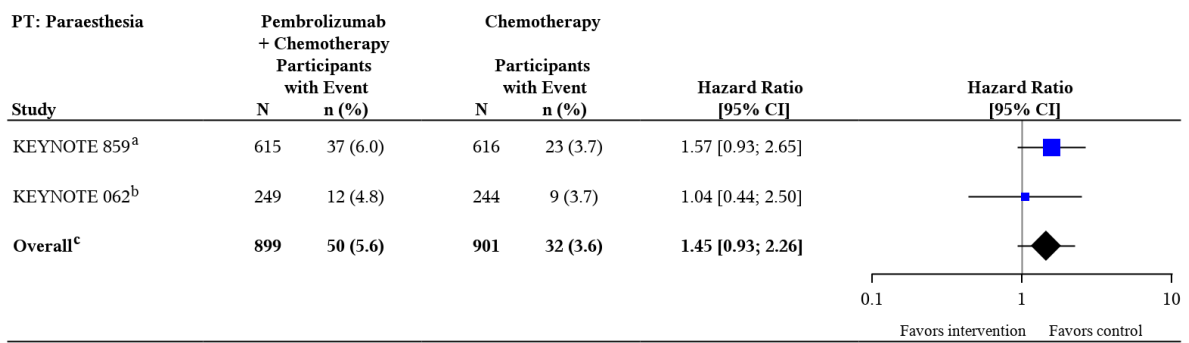 PT: Paraesthesia Pembrolizumab Chemotherapy
+ Chemotherapy
Participants Participants
with Event with Event Hazard Ratio Hazard Ratio
Study N n (%) N n (%) [95% CI] [95% CI]
KEYNOTE 859a 615 37 (6.0) 616 23 (3.7) 1.57 [0.93; 2.65]
KEYNOTE 062b 249 12 (4.8) 244 9 (3.7) 1.04 [0.44; 2.50]
Overallc 899 50 (5.6) 901 32 (3.6) 1.45 [0.93; 2.26]
0.1 1 10
Favors intervention Favors control